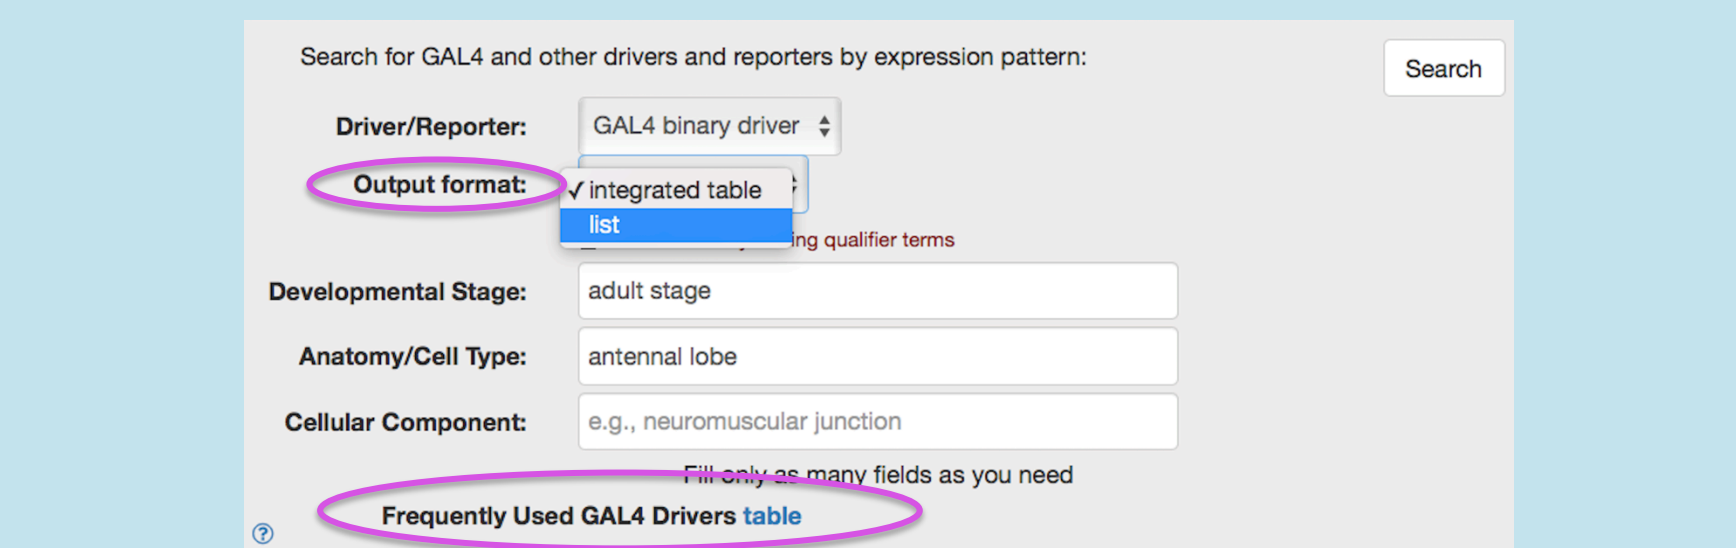 Search for GAL4 and other drivers and reporters by expression pattern:
Search
Driver/Reporter: GAL4 binary driver
Output format: ✓ integrated table
list
ing qualifier terms
Developmental Stage: adult stage
Anatomy/Cell Type: antennal lobe
Cellular Component: e.g., neuromuscular junction
Fill only as many fields as you need
Frequently Used GAL4 Drivers table
?